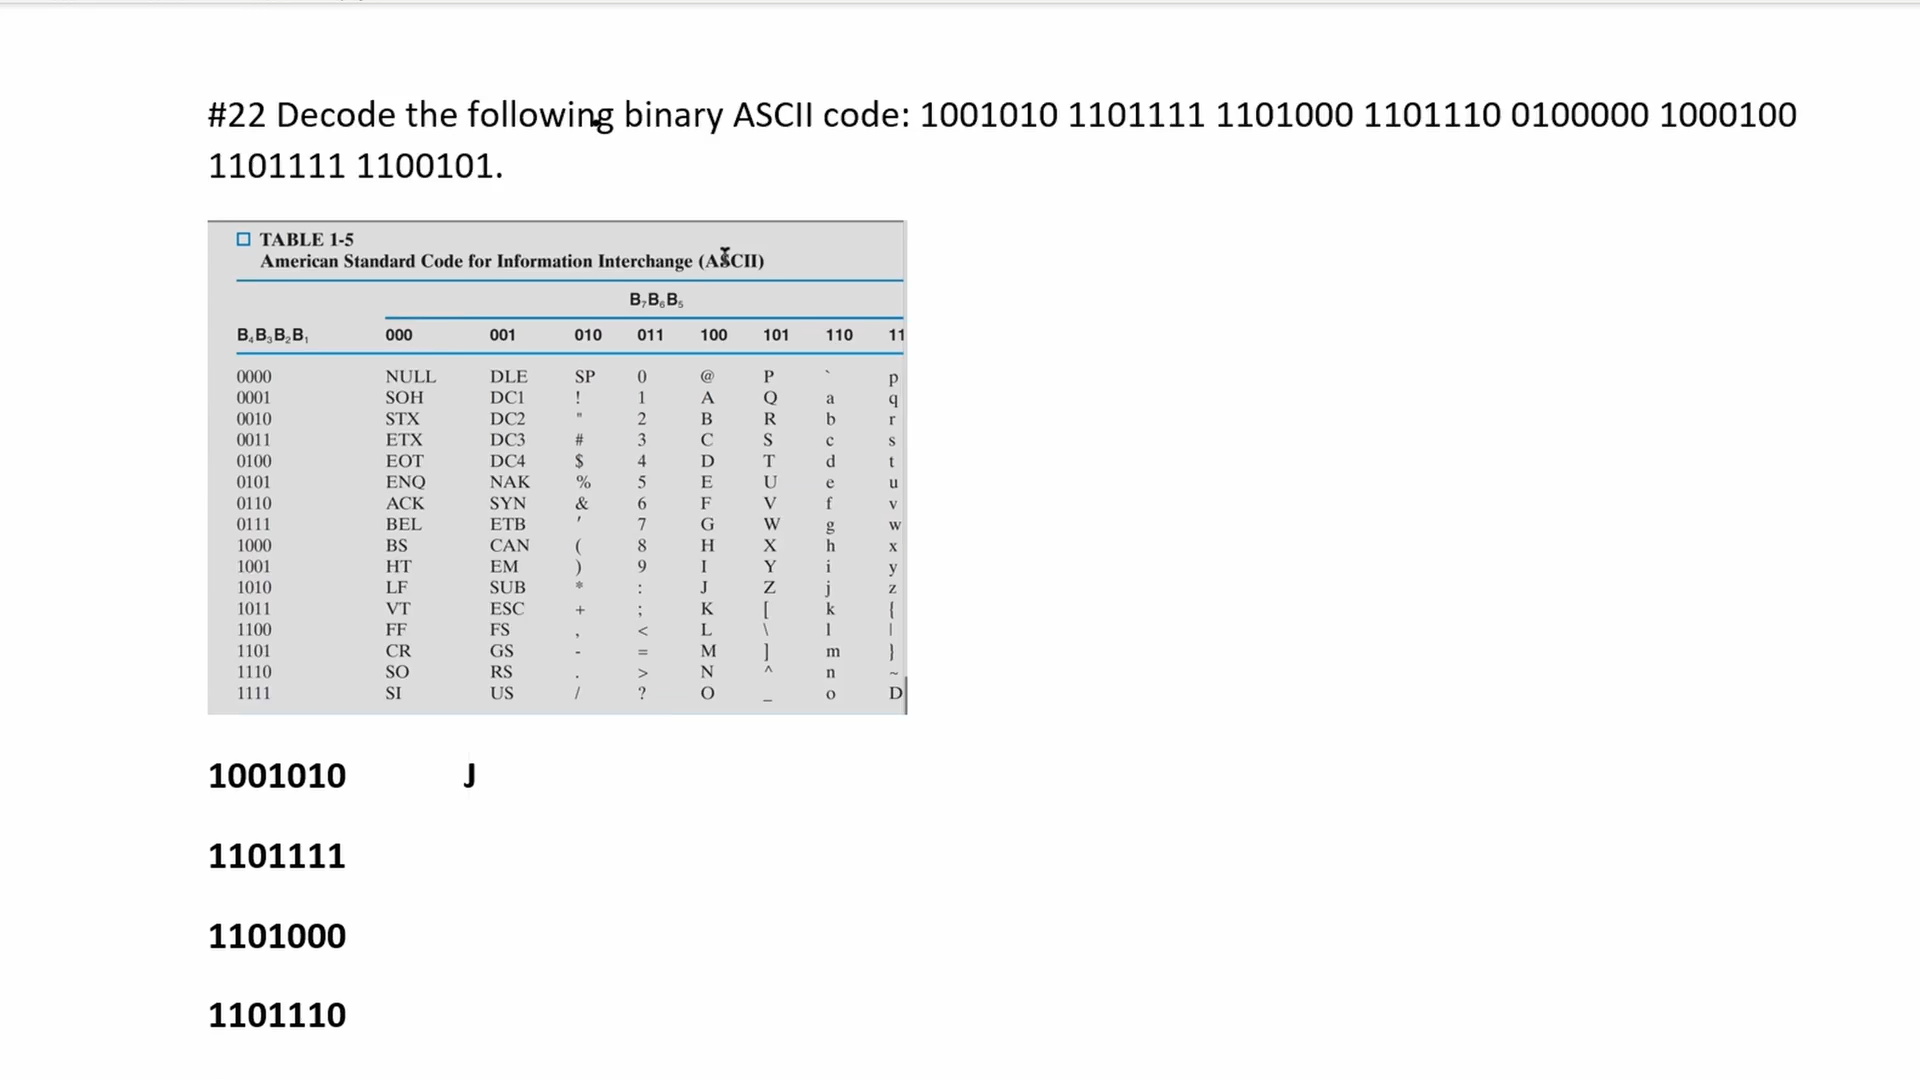 #22 Decode the following binary ASCII code: 1001010 1101111 1101000 1101110 0100000 1000100
1101111 1100101.
TABLE 1-5
American Standard Code for Information Interchange (ASCII)
B₇B₆B₅
B₄B₃B₂B₁ 000 001 010 011 100 101 110 11
0000 NULL DLE SP 0 @ P ` p
0001 SOH DC1 ! 1 A Q a q
0010 STX DC2 " 2 B R b r
0011 ETX DC3 # 3 C S c s
0100 EOT DC4 $ 4 D T d t
0101 ENQ NAK % 5 E U e u
0110 ACK SYN & 6 F V f v
0111 BEL ETB ′ 7 G W g w
1000 BS CAN ( 8 H X h x
1001 HT EM ) 9 I Y i y
1010 LF SUB * : J Z j z
1011 VT ESC + ; K [ k {
1100 FF FS , < L \ l |
1101 CR GS - = M ] m }
1110 SO RS . > N ^ n ~
1111 SI US / ? O _ o D
1001010 J
1101111
1101000
1101110